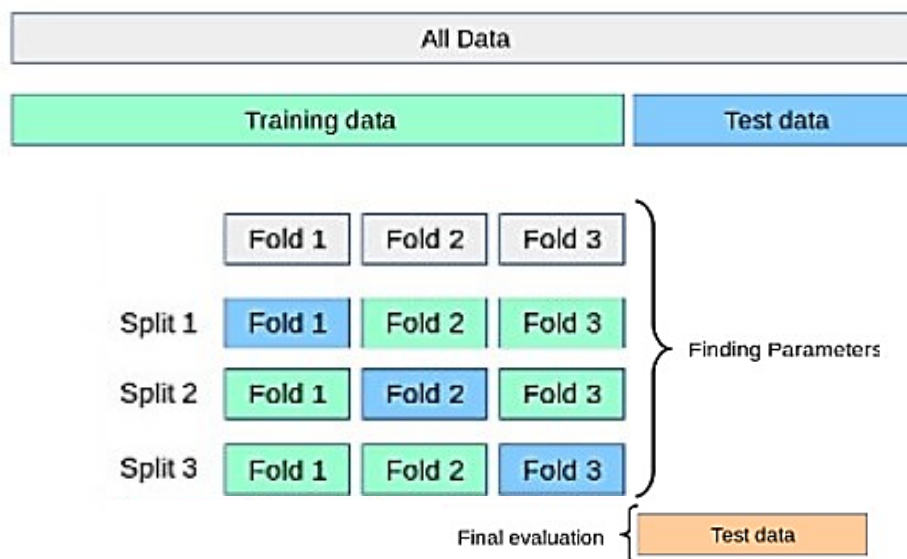 All Data
Training data Test data
Fold 1 Fold 2 Fold 3
Split 1 Fold 1 Fold 2 Fold 3
Finding Parameters
Split 2 Fold 1 Fold 2 Fold 3
Split 3 Fold 1 Fold 2 Fold 3
Final evaluation Test data